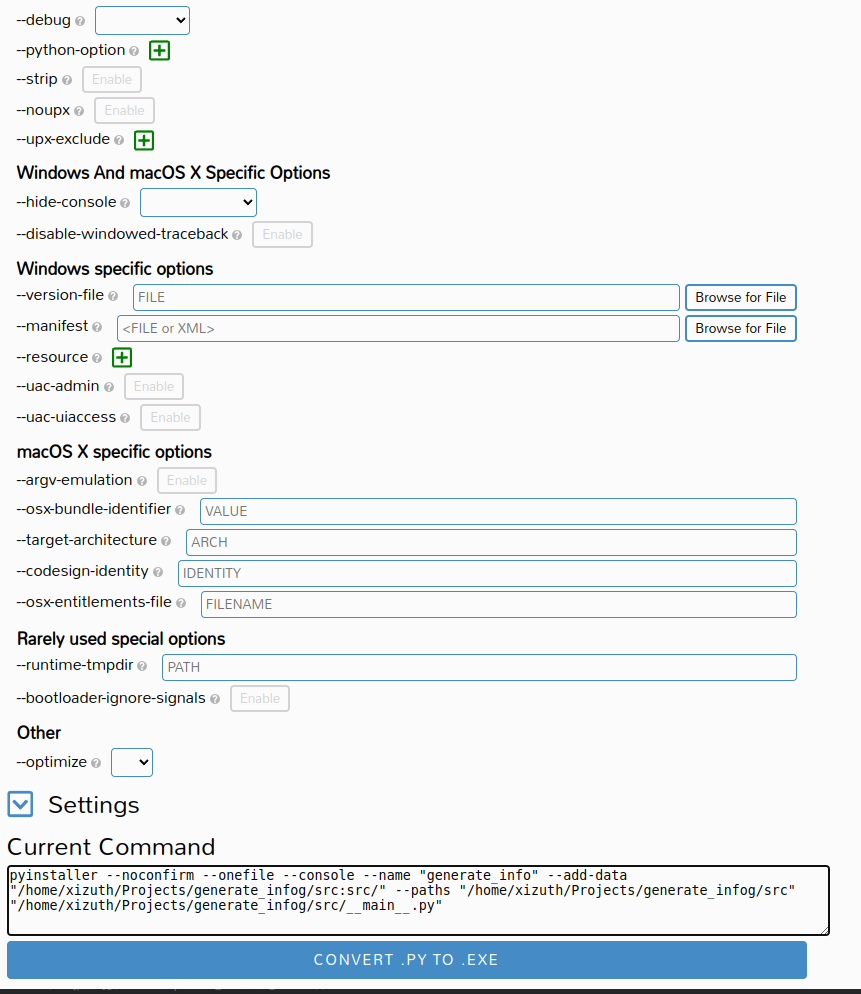 --debug
--python-option
--strip Enable
--noupx Enable
--upx-exclude
Windows And macOS X Specific Options
--hide-console
--disable-windowed-traceback Enable
Windows specific options
--version-file FILE Browse for File
--manifest <FILE or XML> Browse for File
--resource
--uac-admin Enable
--uac-uiaccess Enable
macOS X specific options
--argv-emulation Enable
--osx-bundle-identifier VALUE
--target-architecture ARCH
--codesign-identity IDENTITY
--osx-entitlements-file FILENAME
Rarely used special options
--runtime-tmpdir PATH
--bootloader-ignore-signals Enable
Other
--optimize
Settings
Current Command
pyinstaller --noconfirm --onefile --console --name "generate_info" --add-data
"/home/xizuth/Projects/generate_infog/src:src/" --paths "/home/xizuth/Projects/generate_infog/src"
"/home/xizuth/Projects/generate_infog/src/__main__.py"
CONVERT .PY TO .EXE